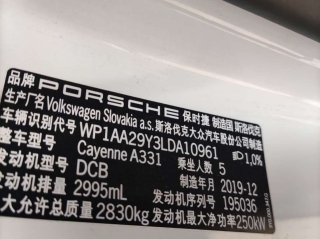 品牌 PORSCHE 保时捷 制造国 斯洛伐克
生产厂名 Volkswagen Slovakia a.s. 斯洛伐克大众汽车股份公司制造
车辆识别代号 WP1AA29Y3LDA10961 1,0%
整车型号 Cayenne A331 乘坐人数 5
发动机型号 DCB 制造年月 2019-12
发动机排量 2995mL 发动机序列号 195036
最大允许总质量 2830kg 发动机最大净功率 250kW